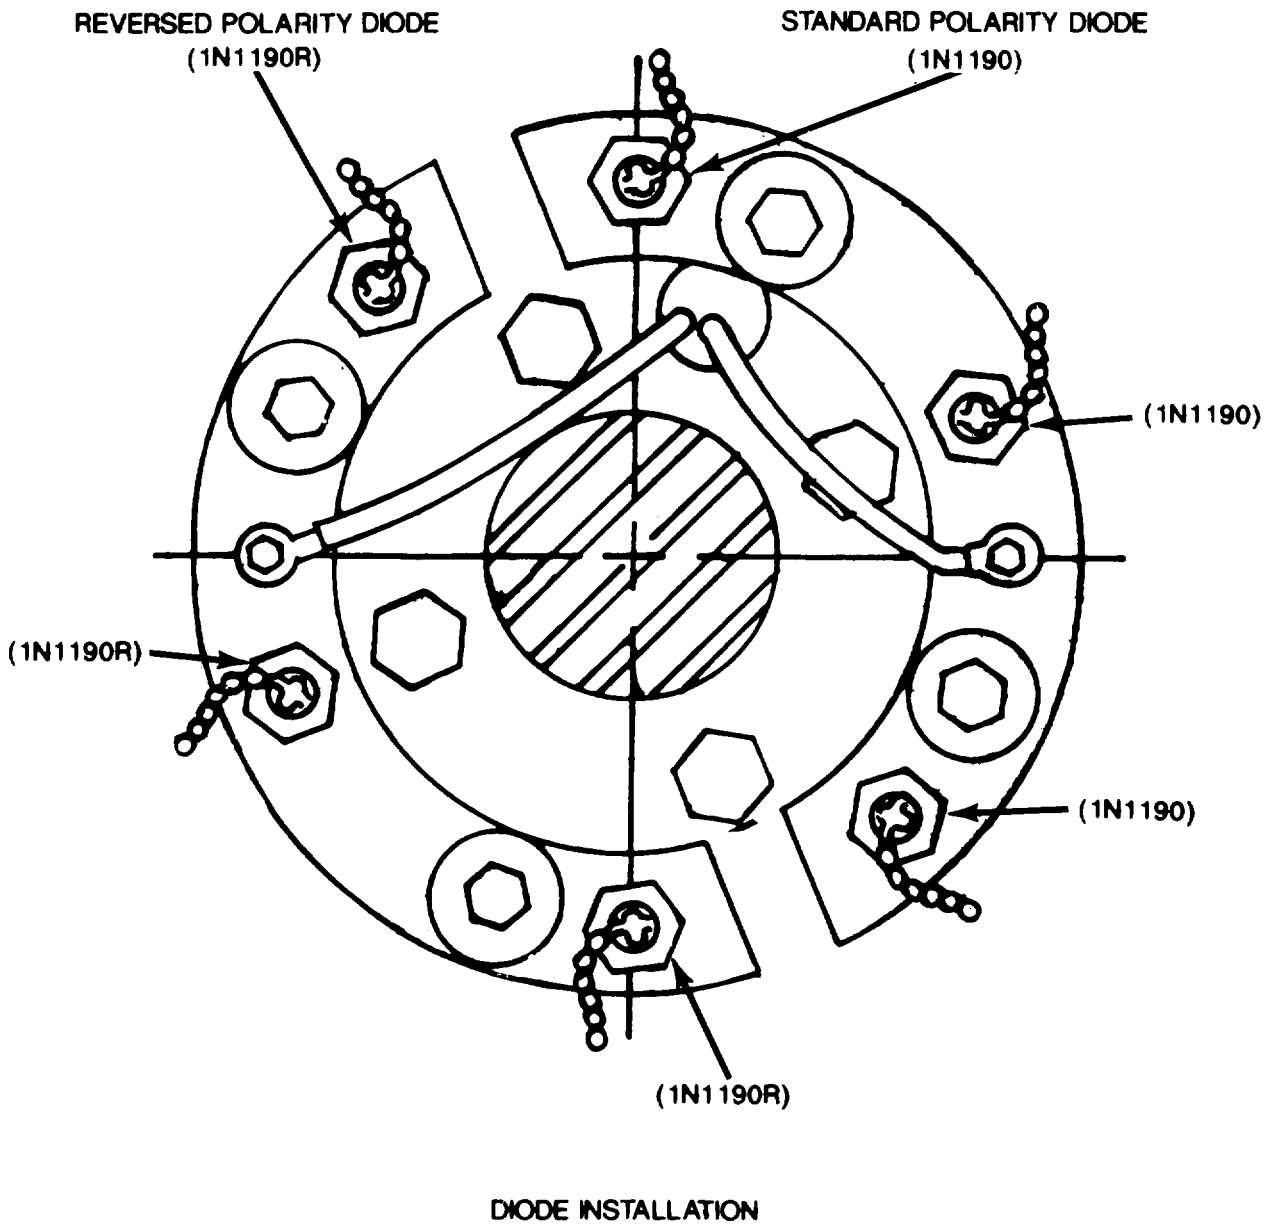 REVERSED POLARITY DIODE
(1N1190R)
STANDARD POLARITY DIODE
(1N1190)
(1N1190)
(1N1190R)
(1N1190)
(1N1190R)
DIODE INSTALLATION